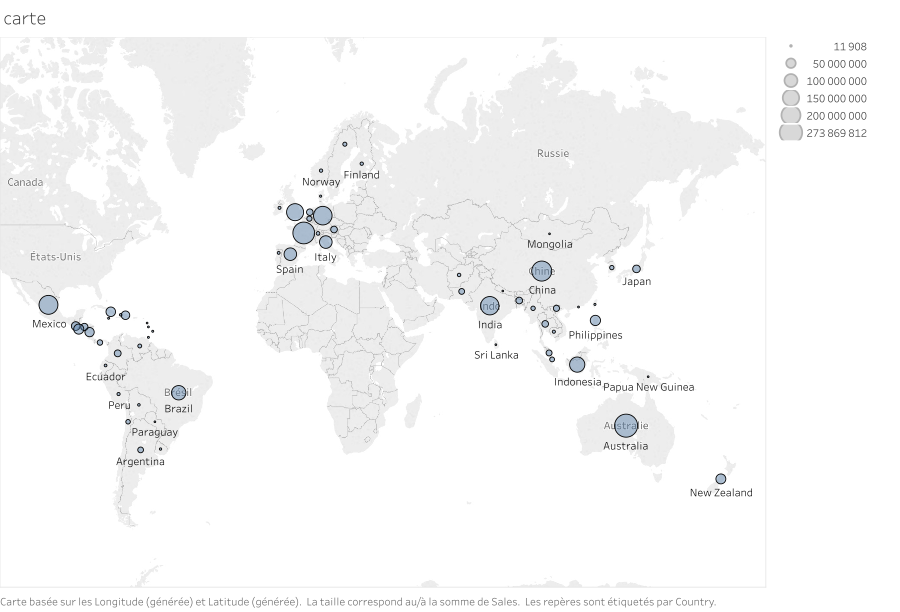 carte
11 908
50 000 000
100 000 000
150 000 000
200 000 000
273 869 812
Russie
Norway
Finland
Canada
États-Unis
Italy
Spain
Mongolia
Chine
China
Japan
Mexico
Inde
India
Philippines
Sri Lanka
Ecuador
Indonesia
Papua New Guinea
Brésil
Peru
Brazil
Paraguay
Australie
Argentina
Australia
New Zealand
Carte basée sur les Longitude (générée) et Latitude (générée). La taille correspond au/à la somme de Sales. Les repères sont étiquetés par Country.